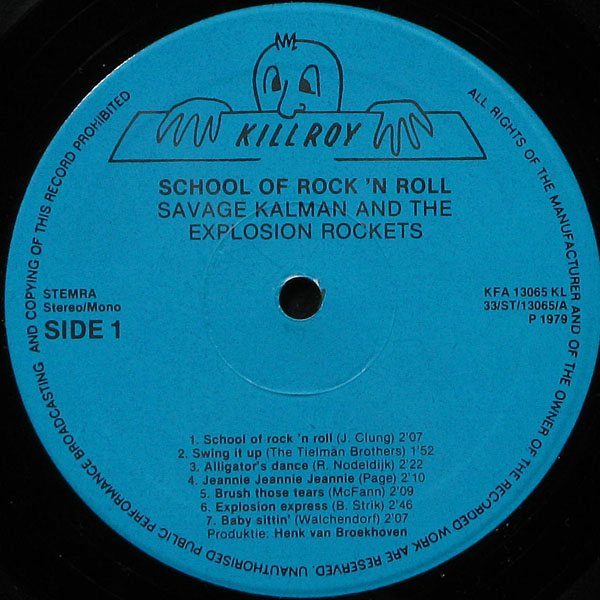 KILLROY
SCHOOL OF ROCK 'N ROLL
SAVAGE KALMAN AND THE
EXPLOSION ROCKETS
STEMRA
Stereo/Mono
SIDE 1
KFA 13065 KL
33/ST/13065/A
P 1979
1. School of rock 'n roll (J. Clung) 2'07
2. Swing it up (The Tielman Brothers) 1'52
3. Alligator's dance (R. Nodeldijk) 2'22
4. Jeannie Jeannie Jeannie (Page) 2'10
5. Brush those tears (McFann) 2'09
6. Explosion express (B. Strik) 2'46
7. Baby sittin' (Walchendorf) 2'07
Produktie: Henk van Broekhoven
ALL RIGHTS OF THE MANUFACTURER AND OF THE OWNER OF THE RECORDED WORK ARE RESERVED. UNAUTHORISED PUBLIC PERFORMANCE BROADCASTING AND COPYING OF THIS RECORD PROHIBITED